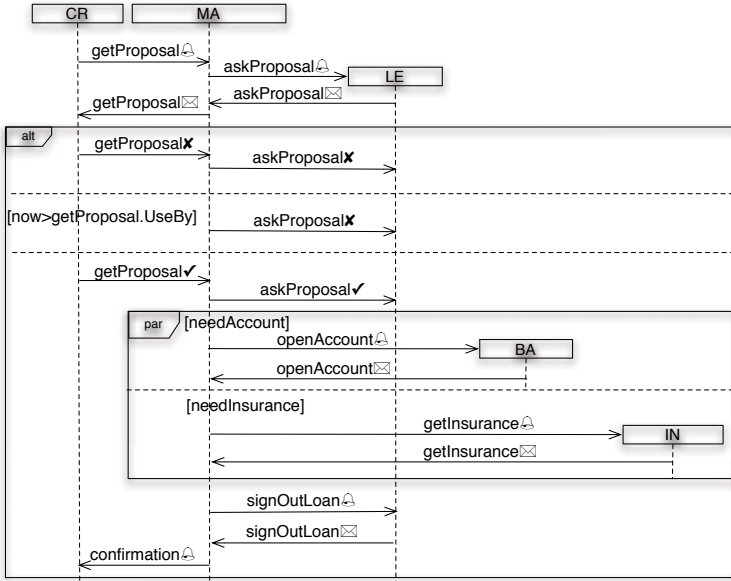 CR MA
getProposal🔔
askProposal🔔
LE
askProposal✉
getProposal✉
alt
getProposal✘
askProposal✘
[now>getProposal.UseBy]
askProposal✘
getProposal✔
askProposal✔
par [needAccount]
openAccount🔔
BA
openAccount✉
[needInsurance]
getInsurance🔔
IN
getInsurance✉
signOutLoan🔔
signOutLoan✉
confirmation🔔